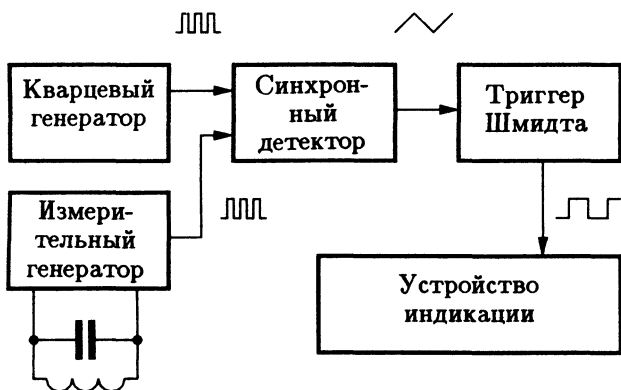 Кварцевый
генератор
Синхрон-
ный
детектор
Триггер
Шмидта
Измери-
тельный
генератор
Устройство
индикации